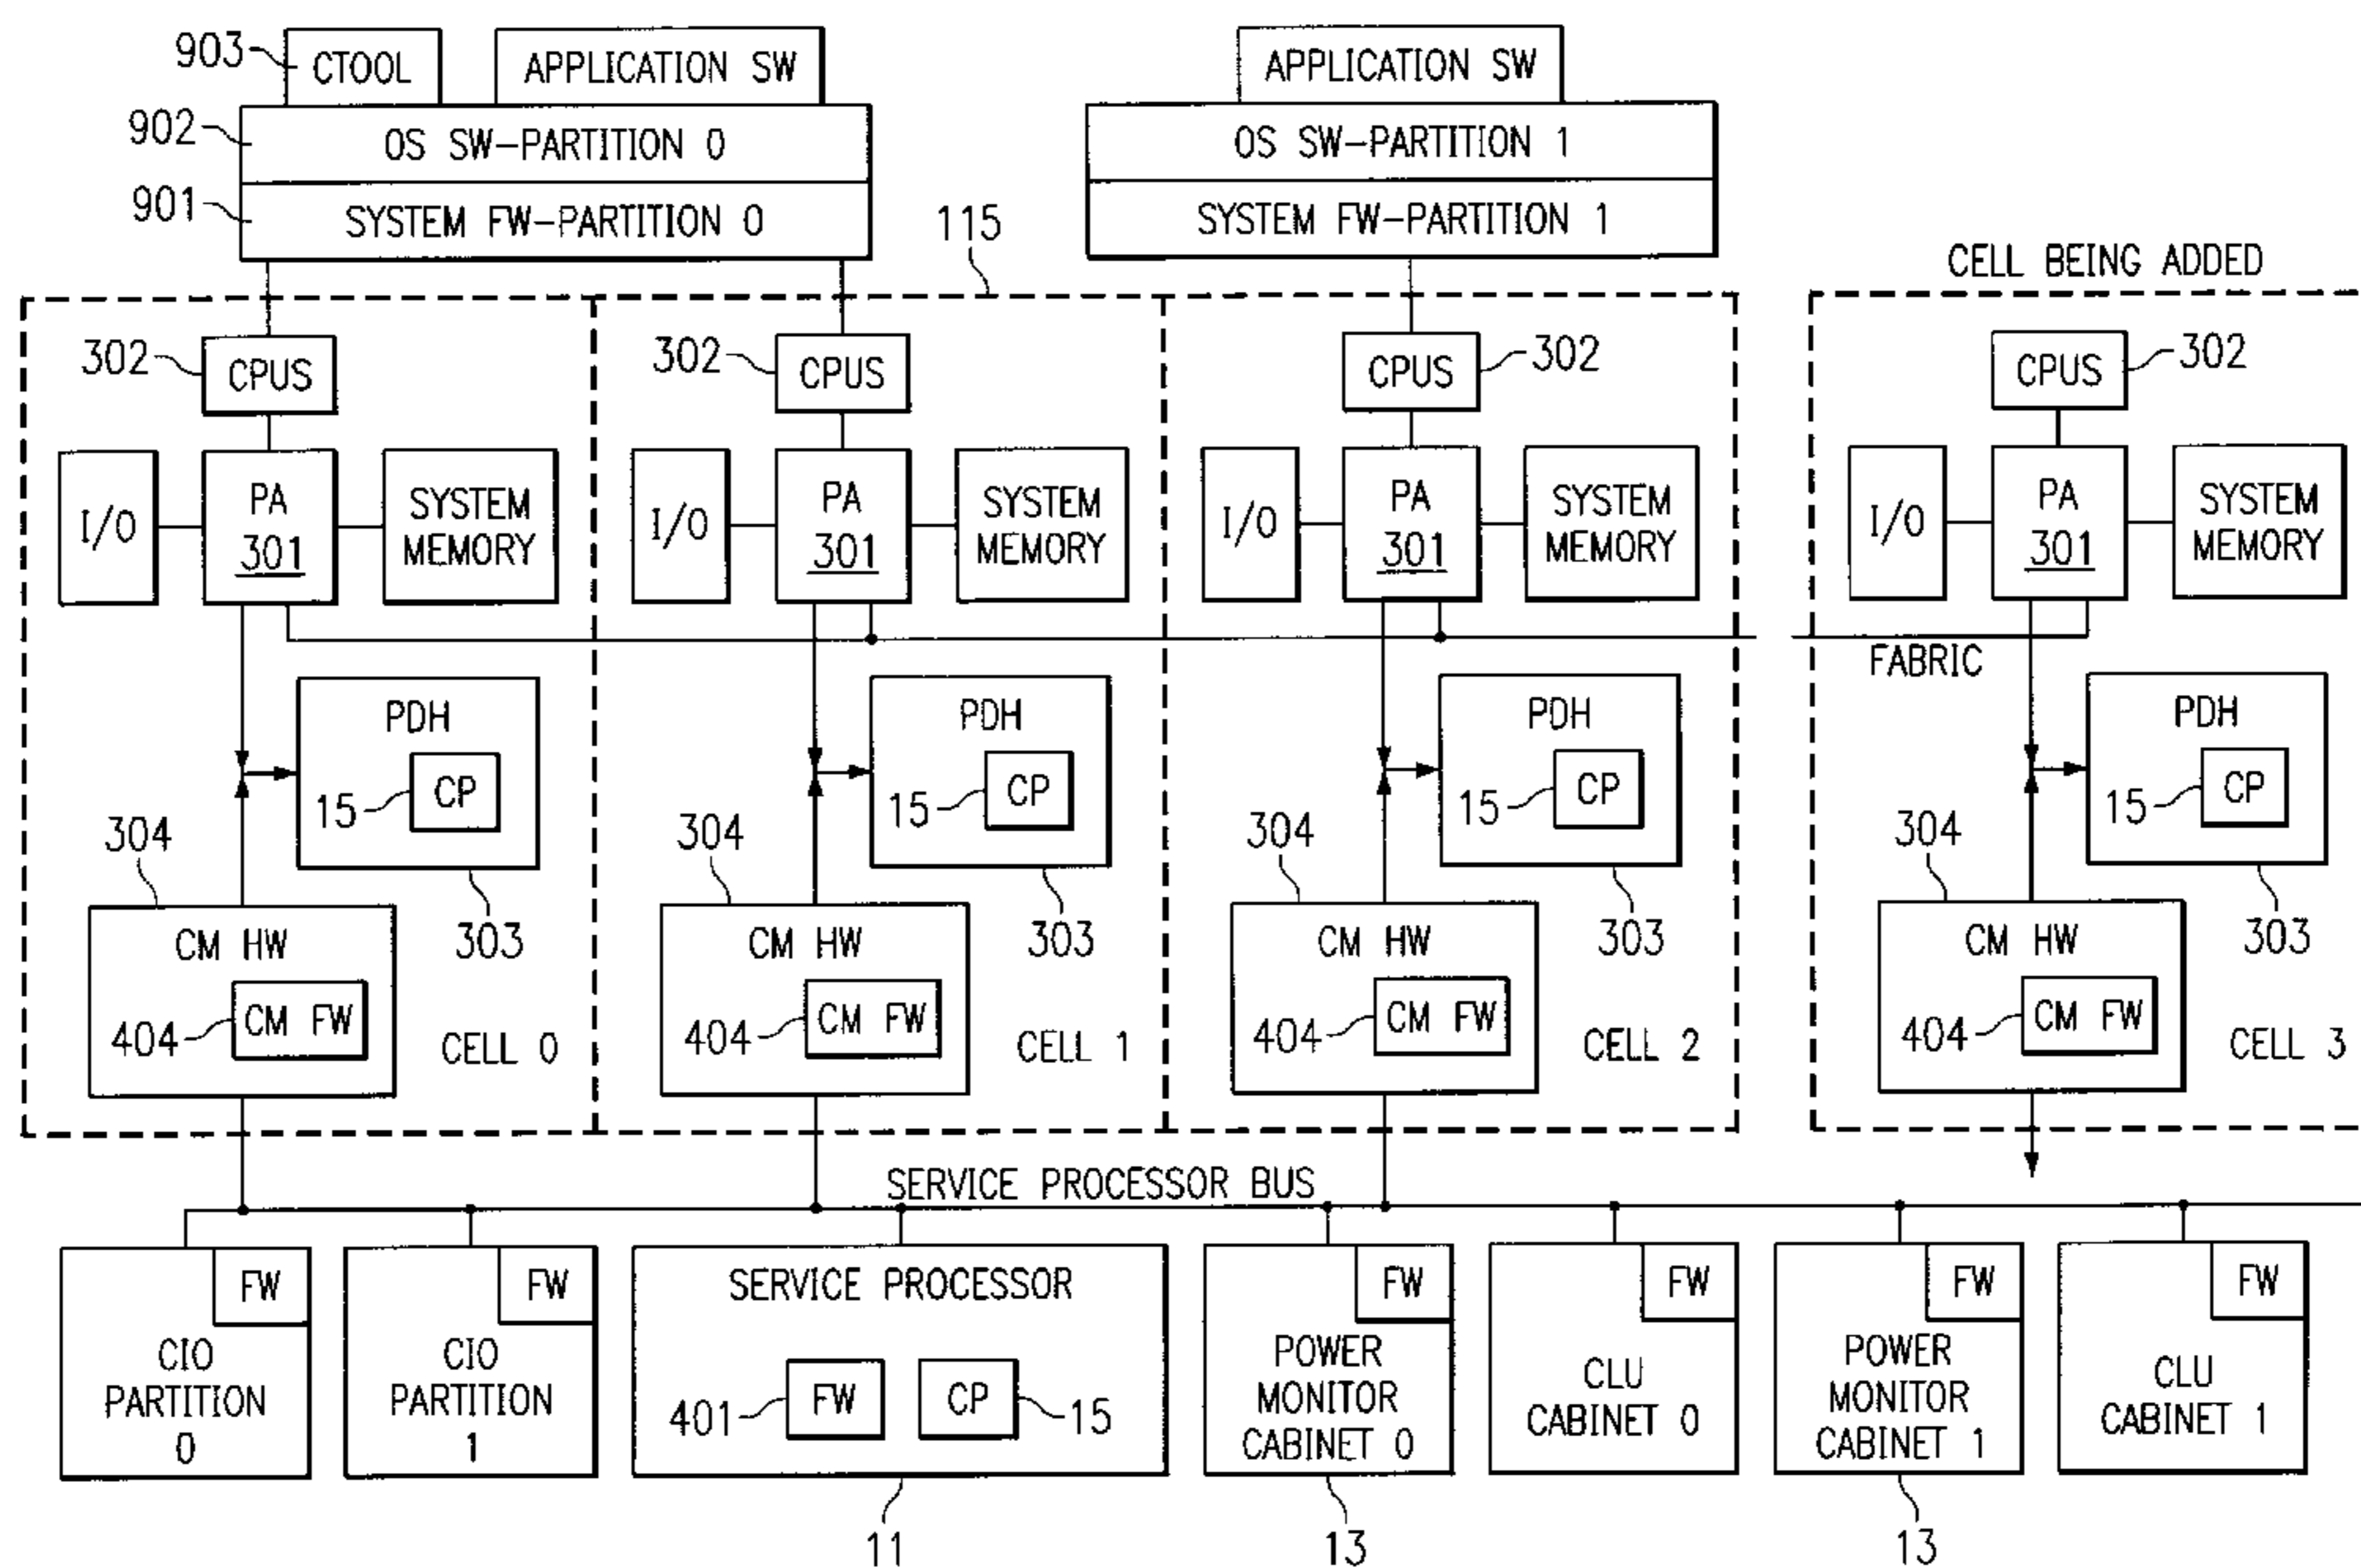 903
CTOOL
APPLICATION SW
APPLICATION SW
902
OS SW-PARTITION 0
OS SW-PARTITION 1
901
SYSTEM FW-PARTITION 0
SYSTEM FW-PARTITION 1
115
CELL BEING ADDED
302
CPUS
302
CPUS
CPUS
302
CPUS
302
I/O
PA
301
SYSTEM
MEMORY
I/O
PA
301
SYSTEM
MEMORY
I/O
PA
301
SYSTEM
MEMORY
I/O
PA
301
SYSTEM
MEMORY
FABRIC
PDH
15
CP
303
PDH
15
CP
303
PDH
15
CP
303
PDH
15
CP
303
304
CM HW
404
CM FW
CELL 0
304
CM HW
404
CM FW
CELL 1
304
CM HW
404
CM FW
CELL 2
304
CM HW
404
CM FW
CELL 3
SERVICE PROCESSOR BUS
FW
CIO
PARTITION
0
FW
CIO
PARTITION
1
SERVICE PROCESSOR
401
FW
CP
15
11
FW
POWER
MONITOR
CABINET 0
13
FW
CLU
CABINET 0
FW
POWER
MONITOR
CABINET 1
13
FW
CLU
CABINET 1